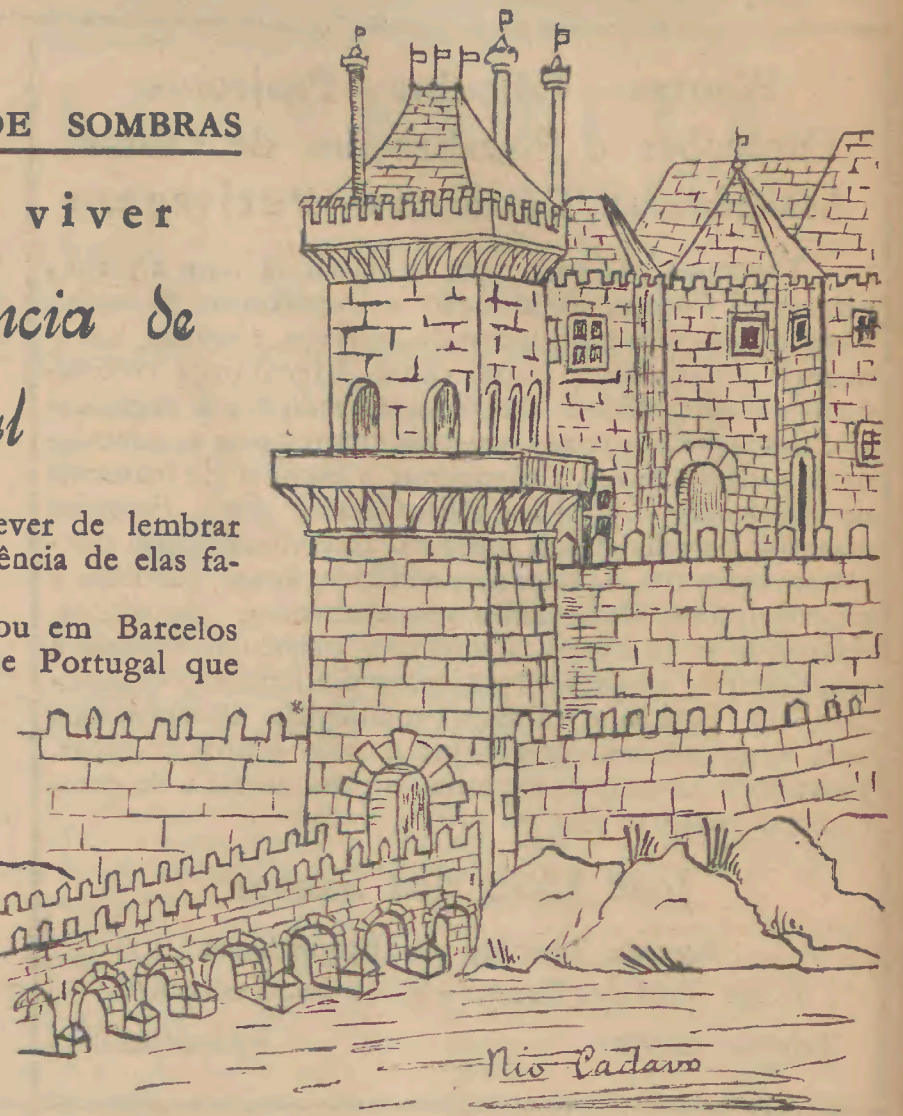 DE SOMBRAS
viver
ncia de
ul
ever de lembrar
ência de elas fa-
ou em Barcelos
e Portugal que
*
Rio Cadavo